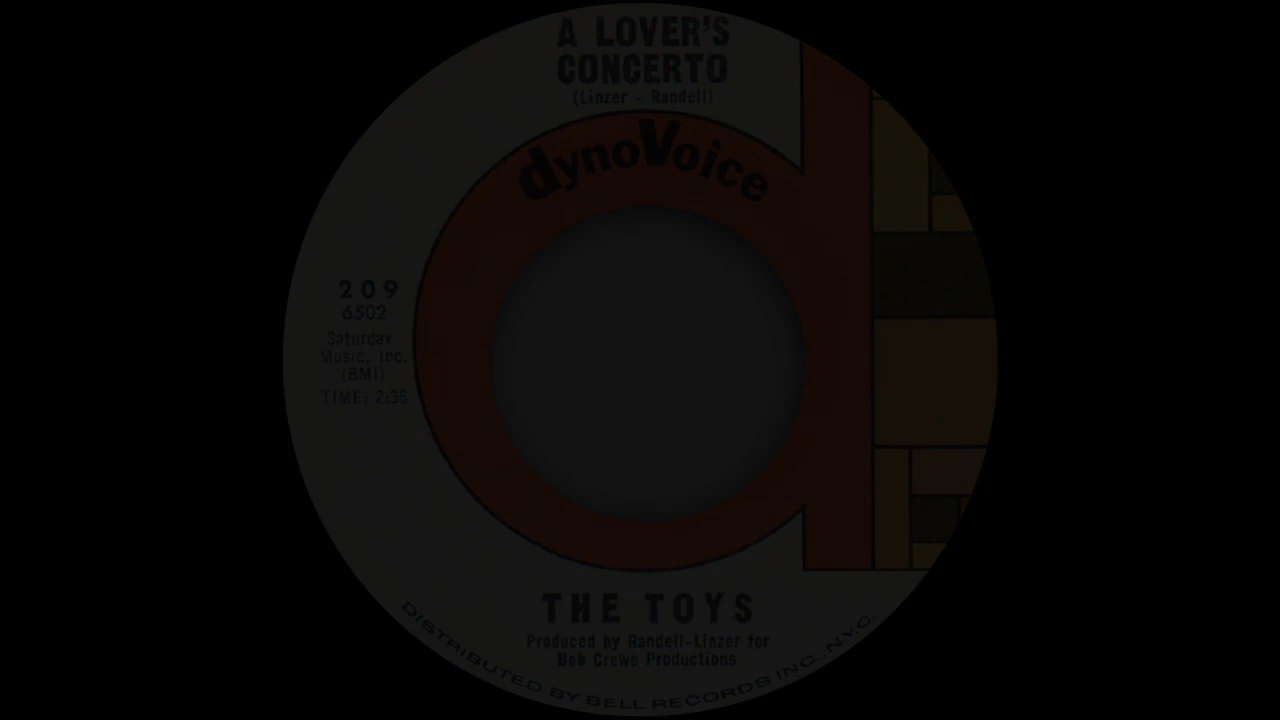 A LOVER'S
CONCERTO
(Linzer - Randell)
dynoVoice
209
6502
Saturday
Music, Inc.
(BMI)
TIME: 2:36
THE TOYS
Produced by Randell-Linzer for
Bob Crewe Productions
DISTRIBUTED BY BELL RECORDS INC., N.Y.C.